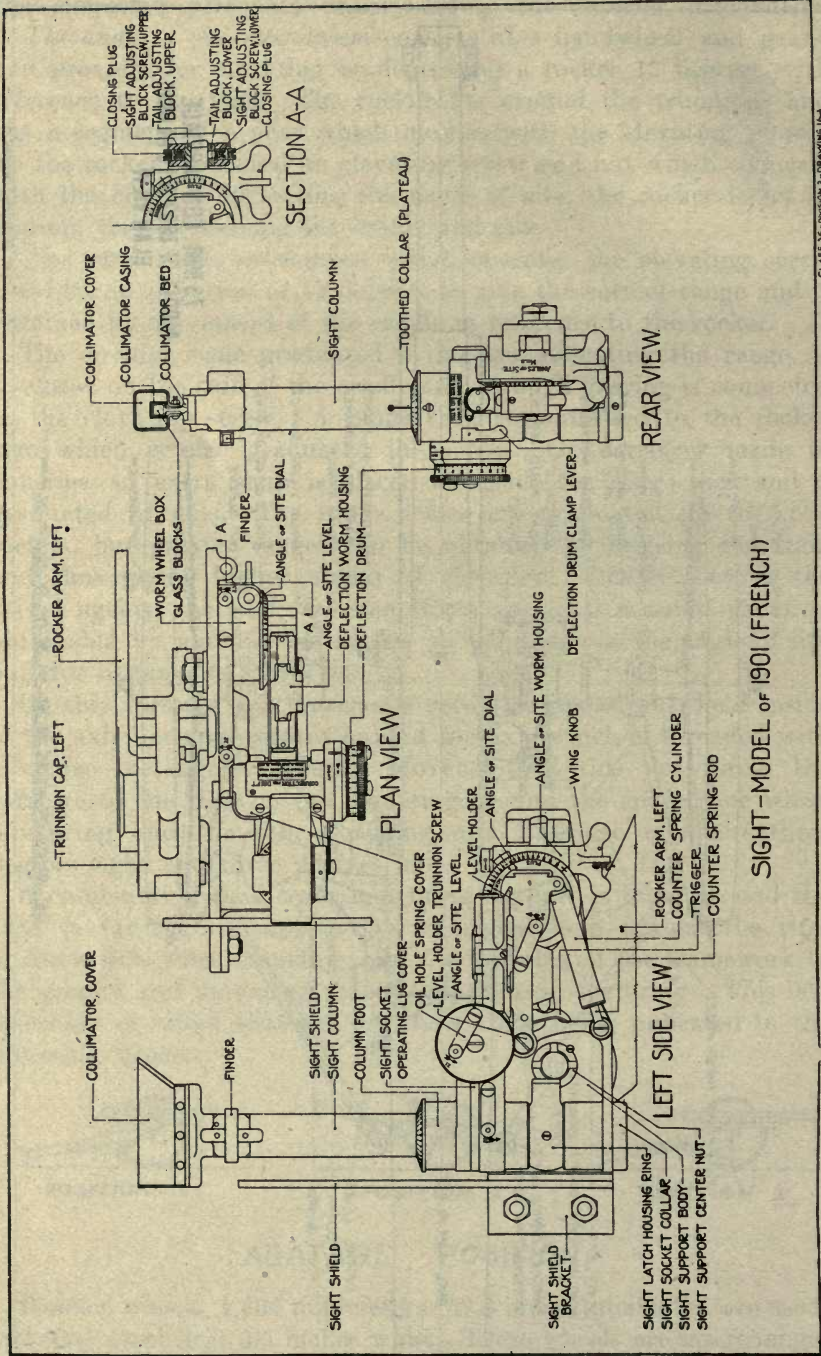 CLOSING PLUG
SIGHT ADJUSTING
BLOCK SCREW, UPPER
TAIL ADJUSTING
BLOCK, UPPER.
TAIL ADJUSTING
BLOCK, LOWER
SIGHT ADJUSTING
BLOCK SCREW, LOWER
CLOSING PLUG
SECTION A-A
COLLIMATOR COVER
COLLIMATOR CASING
COLLIMATOR BED
SIGHT COLUMN
TOOTHED COLLAR (PLATEAU)
GLASS BLOCKS
FINDER
ANGLES OF SITE
DEFLECTION DRUM CLAMP LEVER
REAR VIEW
ROCKER ARM, LEFT.
TRUNNION CAP, LEFT
WORM WHEEL BOX.
A
ANGLE OF SITE DIAL
A
ANGLE OF SITE LEVEL
DEFLECTION WORM HOUSING
DEFLECTION DRUM
SIGHT SHIELD
OPERATING LUG COVER
PLAN VIEW
COLLIMATOR, COVER
FINDER
SIGHT COLUMN
COLUMN FOOT
SIGHT SOCKET
OIL HOLE SPRING COVER
LEVEL HOLDER TRUNNION SCREW
ANGLE OF SITE LEVEL
LEVEL HOLDER
ANGLE OF SITE DIAL
ANGLE OF SITE WORM HOUSING
WING KNOB
ROCKER ARM, LEFT
COUNTER SPRING CYLINDER
TRIGGER
COUNTER SPRING ROD
SIGHT SHIELD
SIGHT SHIELD
BRACKET
SIGHT LATCH HOUSING RING
SIGHT SOCKET COLLAR
SIGHT SUPPORT BODY
SIGHT SUPPORT CENTER NUT
LEFT SIDE VIEW
SIGHT-MODEL OF 1901 (FRENCH)